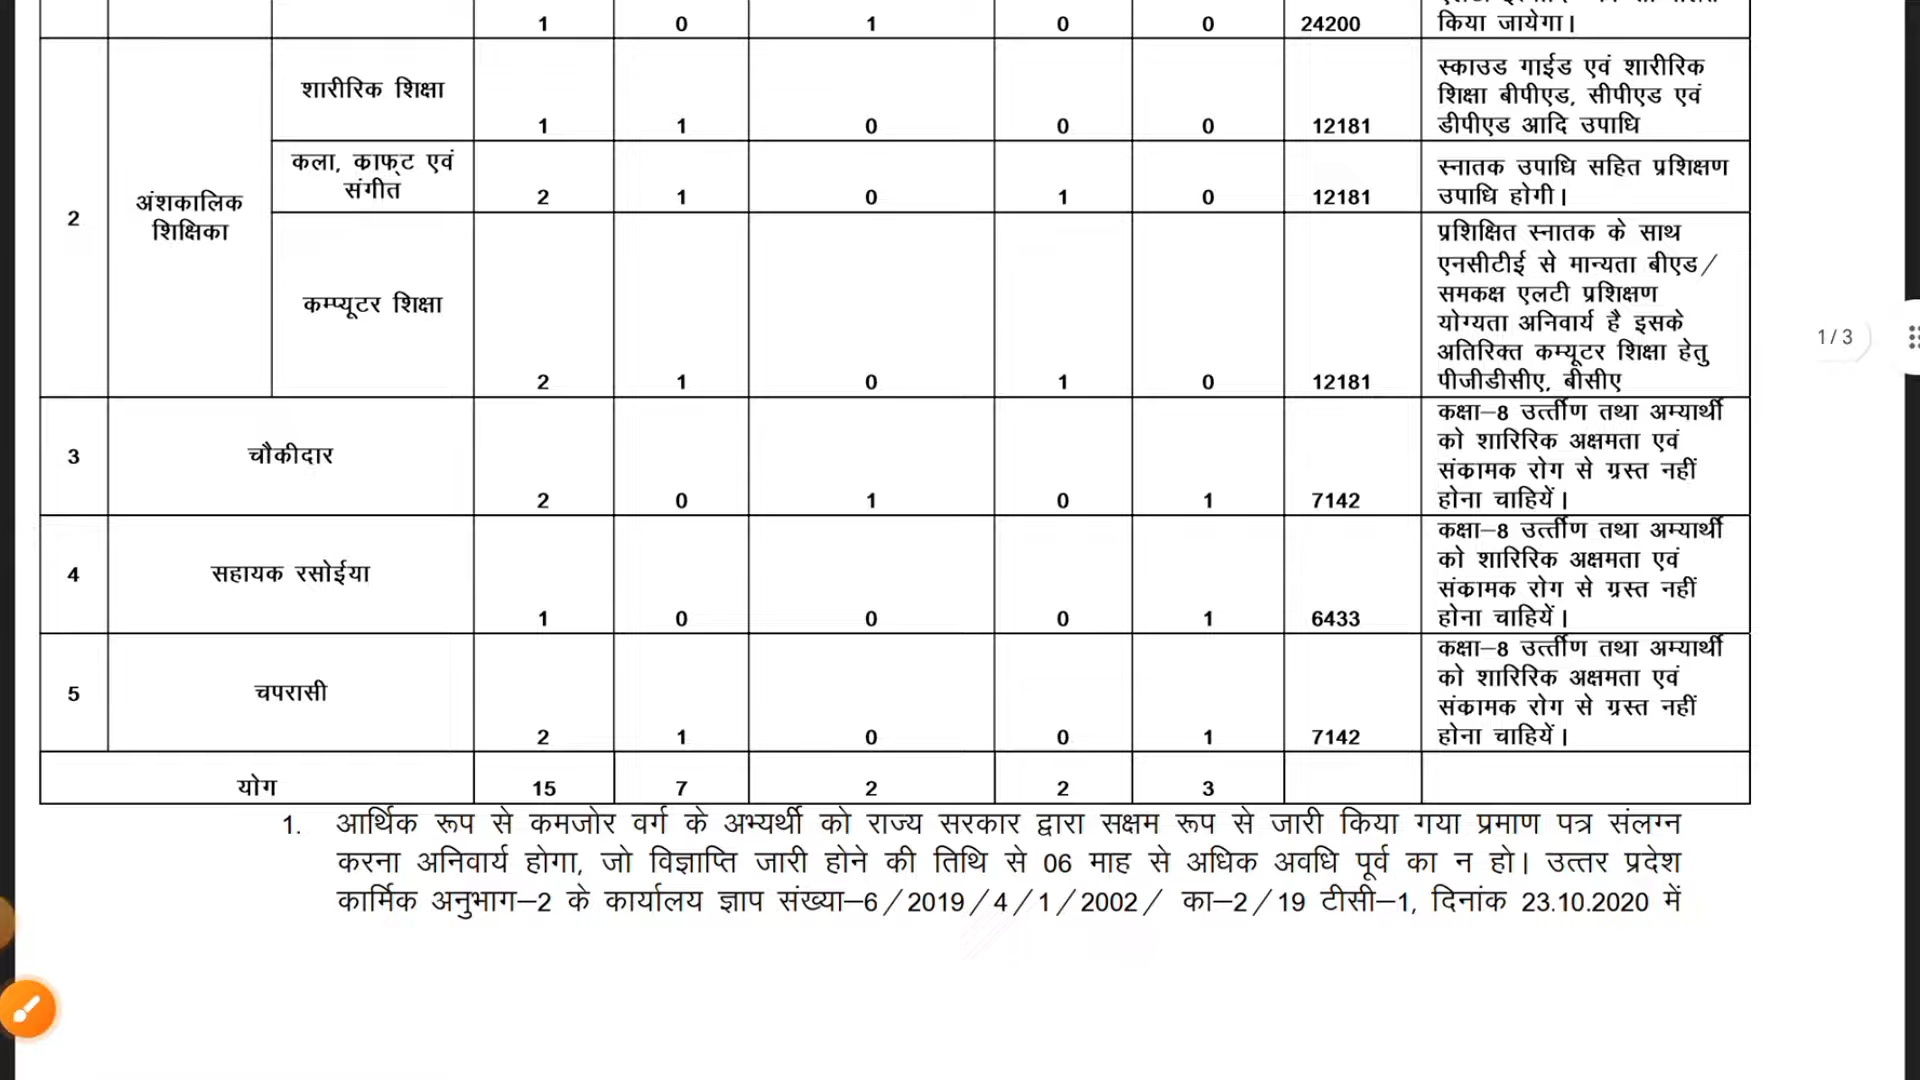 1 0 1 0 0 24200 किया जायेगा।
2
अंशकालिक
शिक्षिका
शारीरिक शिक्षा
1 1 0 0 0 12181
स्काउड गाईड एवं शारीरिक
शिक्षा बीपीएड, सीपीएड एवं
डीपीएड आदि उपाधि
कला, काफ्ट एवं
संगीत
2 1 0 1 0 12181
स्नातक उपाधि सहित प्रशिक्षण
उपाधि होगी।
कम्प्यूटर शिक्षा
2 1 0 1 0 12181
प्रशिक्षित स्नातक के साथ
एनसीटीई से मान्यता बीएड/
समकक्ष एलटी प्रशिक्षण
योग्यता अनिवार्य है इसके
अतिरिक्त कम्यूटर शिक्षा हेतु
पीजीडीसीए, बीसीए
3 चौकीदार 2 0 1 0 1 7142
कक्षा–8 उर्त्तीण तथा अम्यार्थी
को शारिरिक अक्षमता एवं
संकामक रोग से ग्रस्त नहीं
होना चाहियें।
4 सहायक रसोईया 1 0 0 0 1 6433
कक्षा–8 उर्त्तीण तथा अम्यार्थी
को शारिरिक अक्षमता एवं
संकामक रोग से ग्रस्त नहीं
होना चाहियें।
5 चपरासी 2 1 0 0 1 7142
कक्षा–8 उर्त्तीण तथा अम्यार्थी
को शारिरिक अक्षमता एवं
संकामक रोग से ग्रस्त नहीं
होना चाहियें।
योग 15 7 2 2 3
1. आर्थिक रूप से कमजोर वर्ग के अभ्यर्थी को राज्य सरकार द्वारा सक्षम रूप से जारी किया गया प्रमाण पत्र संलग्न
करना अनिवार्य होगा, जो विज्ञाप्ति जारी होने की तिथि से 06 माह से अधिक अवधि पूर्व का न हो। उत्तर प्रदेश
कार्मिक अनुभाग–2 के कार्यालय ज्ञाप संख्या–6/2019/4/1/2002/ का–2/19 टीसी–1, दिनांक 23.10.2020 में
1/3